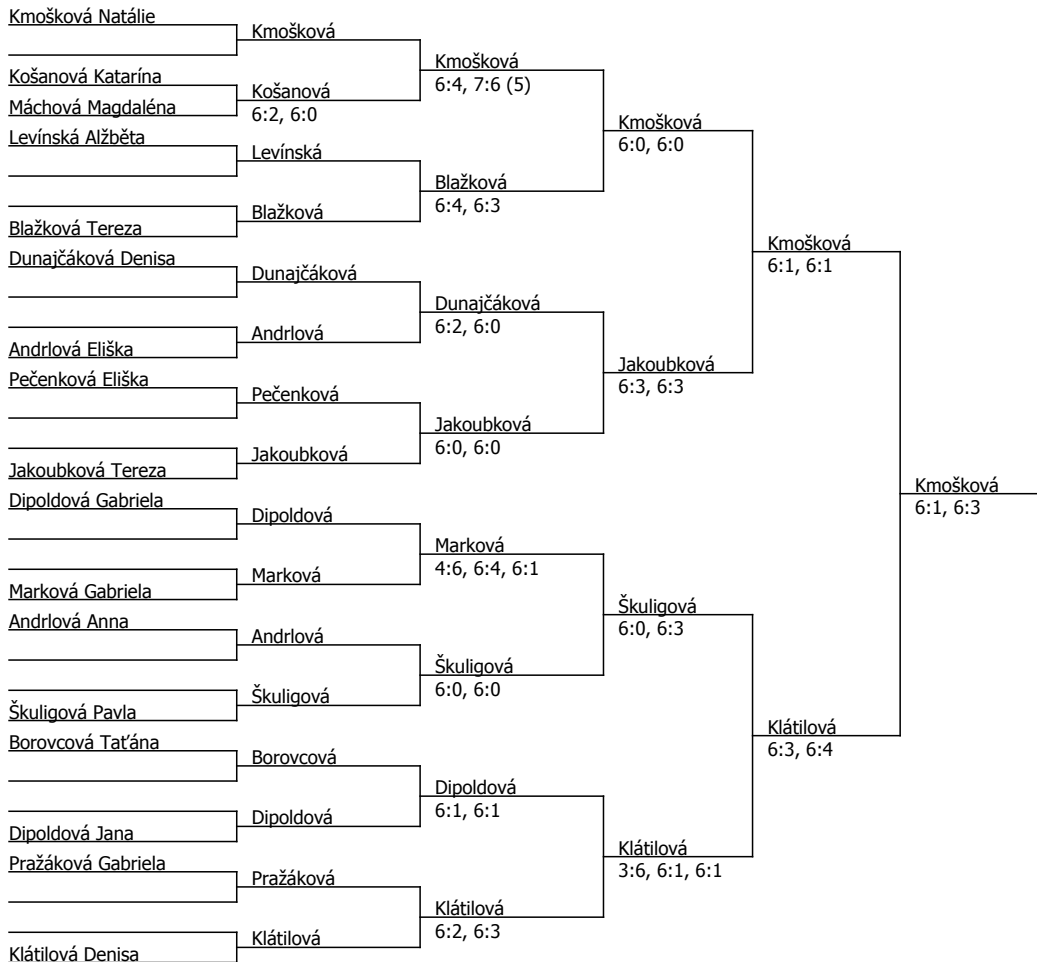 Kmošková Natálie
Košanová Katarína
Máchová Magdaléna
Levínská Alžběta
Blažková Tereza
Dunajčáková Denisa
Andrlová Eliška
Pečenková Eliška
Jakoubková Tereza
Dipoldová Gabriela
Marková Gabriela
Andrlová Anna
Škuligová Pavla
Borovcová Taťána
Dipoldová Jana
Pražáková Gabriela
Klátilová Denisa
Kmošková
Košanová
6:2, 6:0
Levínská
Blažková
Dunajčáková
Andrlová
Pečenková
Jakoubková
Dipoldová
Marková
Andrlová
Škuligová
Borovcová
Dipoldová
Pražáková
Klátilová
Kmošková
6:4, 7:6 (5)
Blažková
6:4, 6:3
Dunajčáková
6:2, 6:0
Jakoubková
6:0, 6:0
Marková
4:6, 6:4, 6:1
Škuligová
6:0, 6:0
Dipoldová
6:1, 6:1
Klátilová
6:2, 6:3
Kmošková
6:0, 6:0
Jakoubková
6:3, 6:3
Škuligová
6:0, 6:3
Klátilová
3:6, 6:1, 6:1
Kmošková
6:1, 6:1
Klátilová
6:3, 6:4
Kmošková
6:1, 6:3